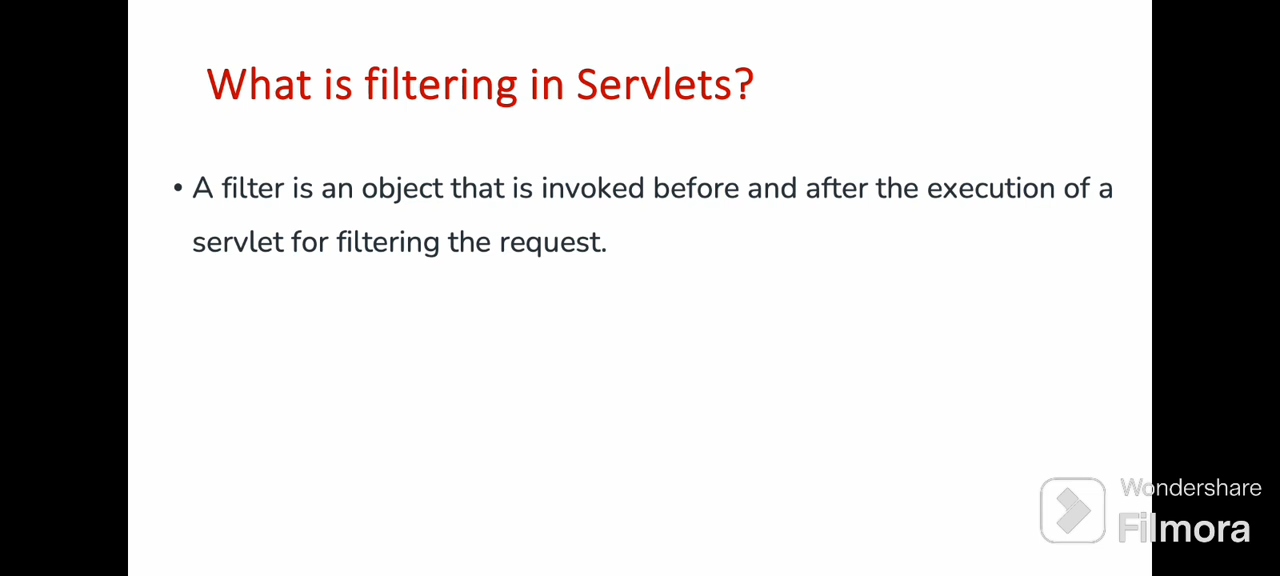 What is filtering in Servlets?
• A filter is an object that is invoked before and after the execution of a
servlet for filtering the request.
Wondershare
Filmora